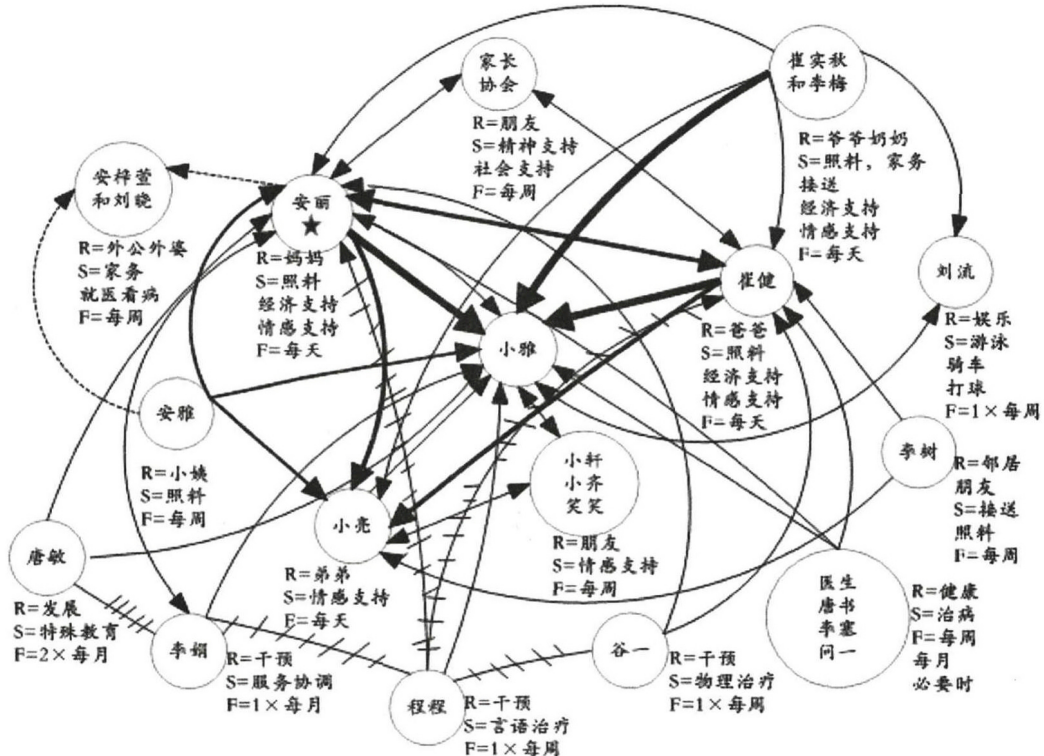 家长
协会
R=朋友
S=精神支持
社会支持
F=每周
崔实秋
和李梅
R=爷爷奶奶
S=照料，家务
接送
经济支持
情感支持
F=每天
安梓萱
和刘晓
R=外公外婆
S=家务
就医看病
F=每周
安丽
★
R=妈妈
S=照料
经济支持
情感支持
F=每天
崔健
R=爸爸
S=照料
经济支持
情感支持
F=每天
刘流
R=娱乐
S=游泳
骑车
打球
F=1×每周
小雅
安雅
R=小姨
S=照料
F=每周
小轩
小齐
笑笑
R=朋友
S=情感支持
F=每周
李树
R=邻居
朋友
S=接送
照料
F=每周
小亮
R=弟弟
S=情感支持
F=每天
唐敏
R=发展
S=特殊教育
F=2×每月
李娟
R=干预
S=服务协调
F=1×每月
程程
R=干预
S=言语治疗
F=1×每周
谷一
R=干预
S=物理治疗
F=1×每周
医生
唐书
李塞
问一
R=健康
S=治病
F=每周
每月
必要时